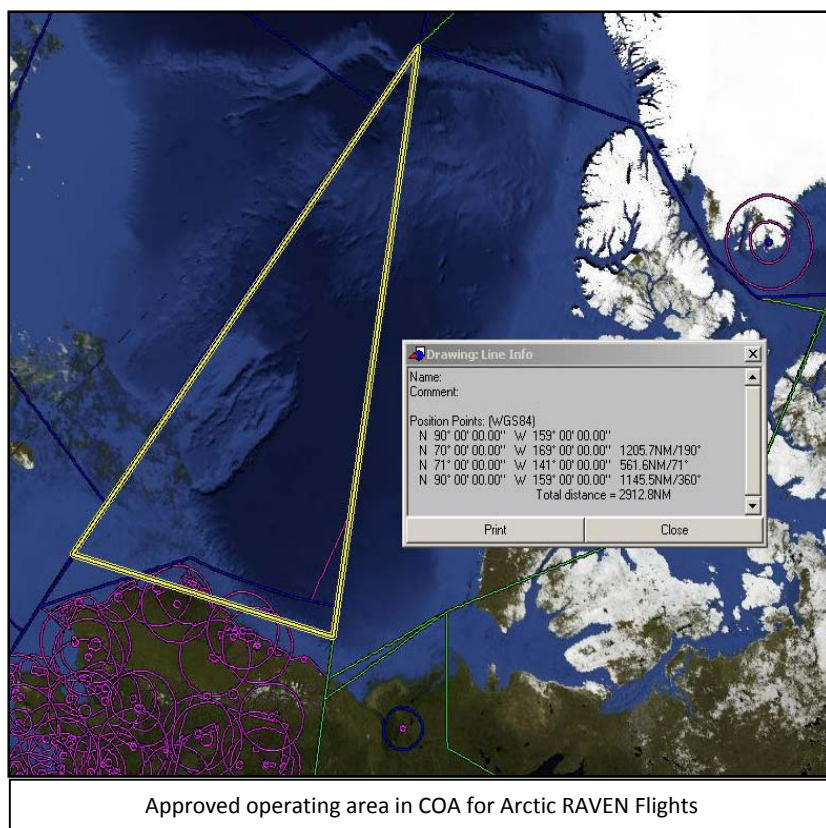 Drawing: Line Info
Name:
Comment:
Position Points: (WGS84)
N 90° 00' 00.00" W 159° 00' 00.00"
N 70° 00' 00.00" W 169° 00' 00.00" 1205.7NM/190°
N 71° 00' 00.00" W 141° 00' 00.00" 561.6NM/71°
N 90° 00' 00.00" W 159° 00' 00.00" 1145.5NM/360°
Total distance = 2912.8NM
Print Close
Approved operating area in COA for Arctic RAVEN Flights